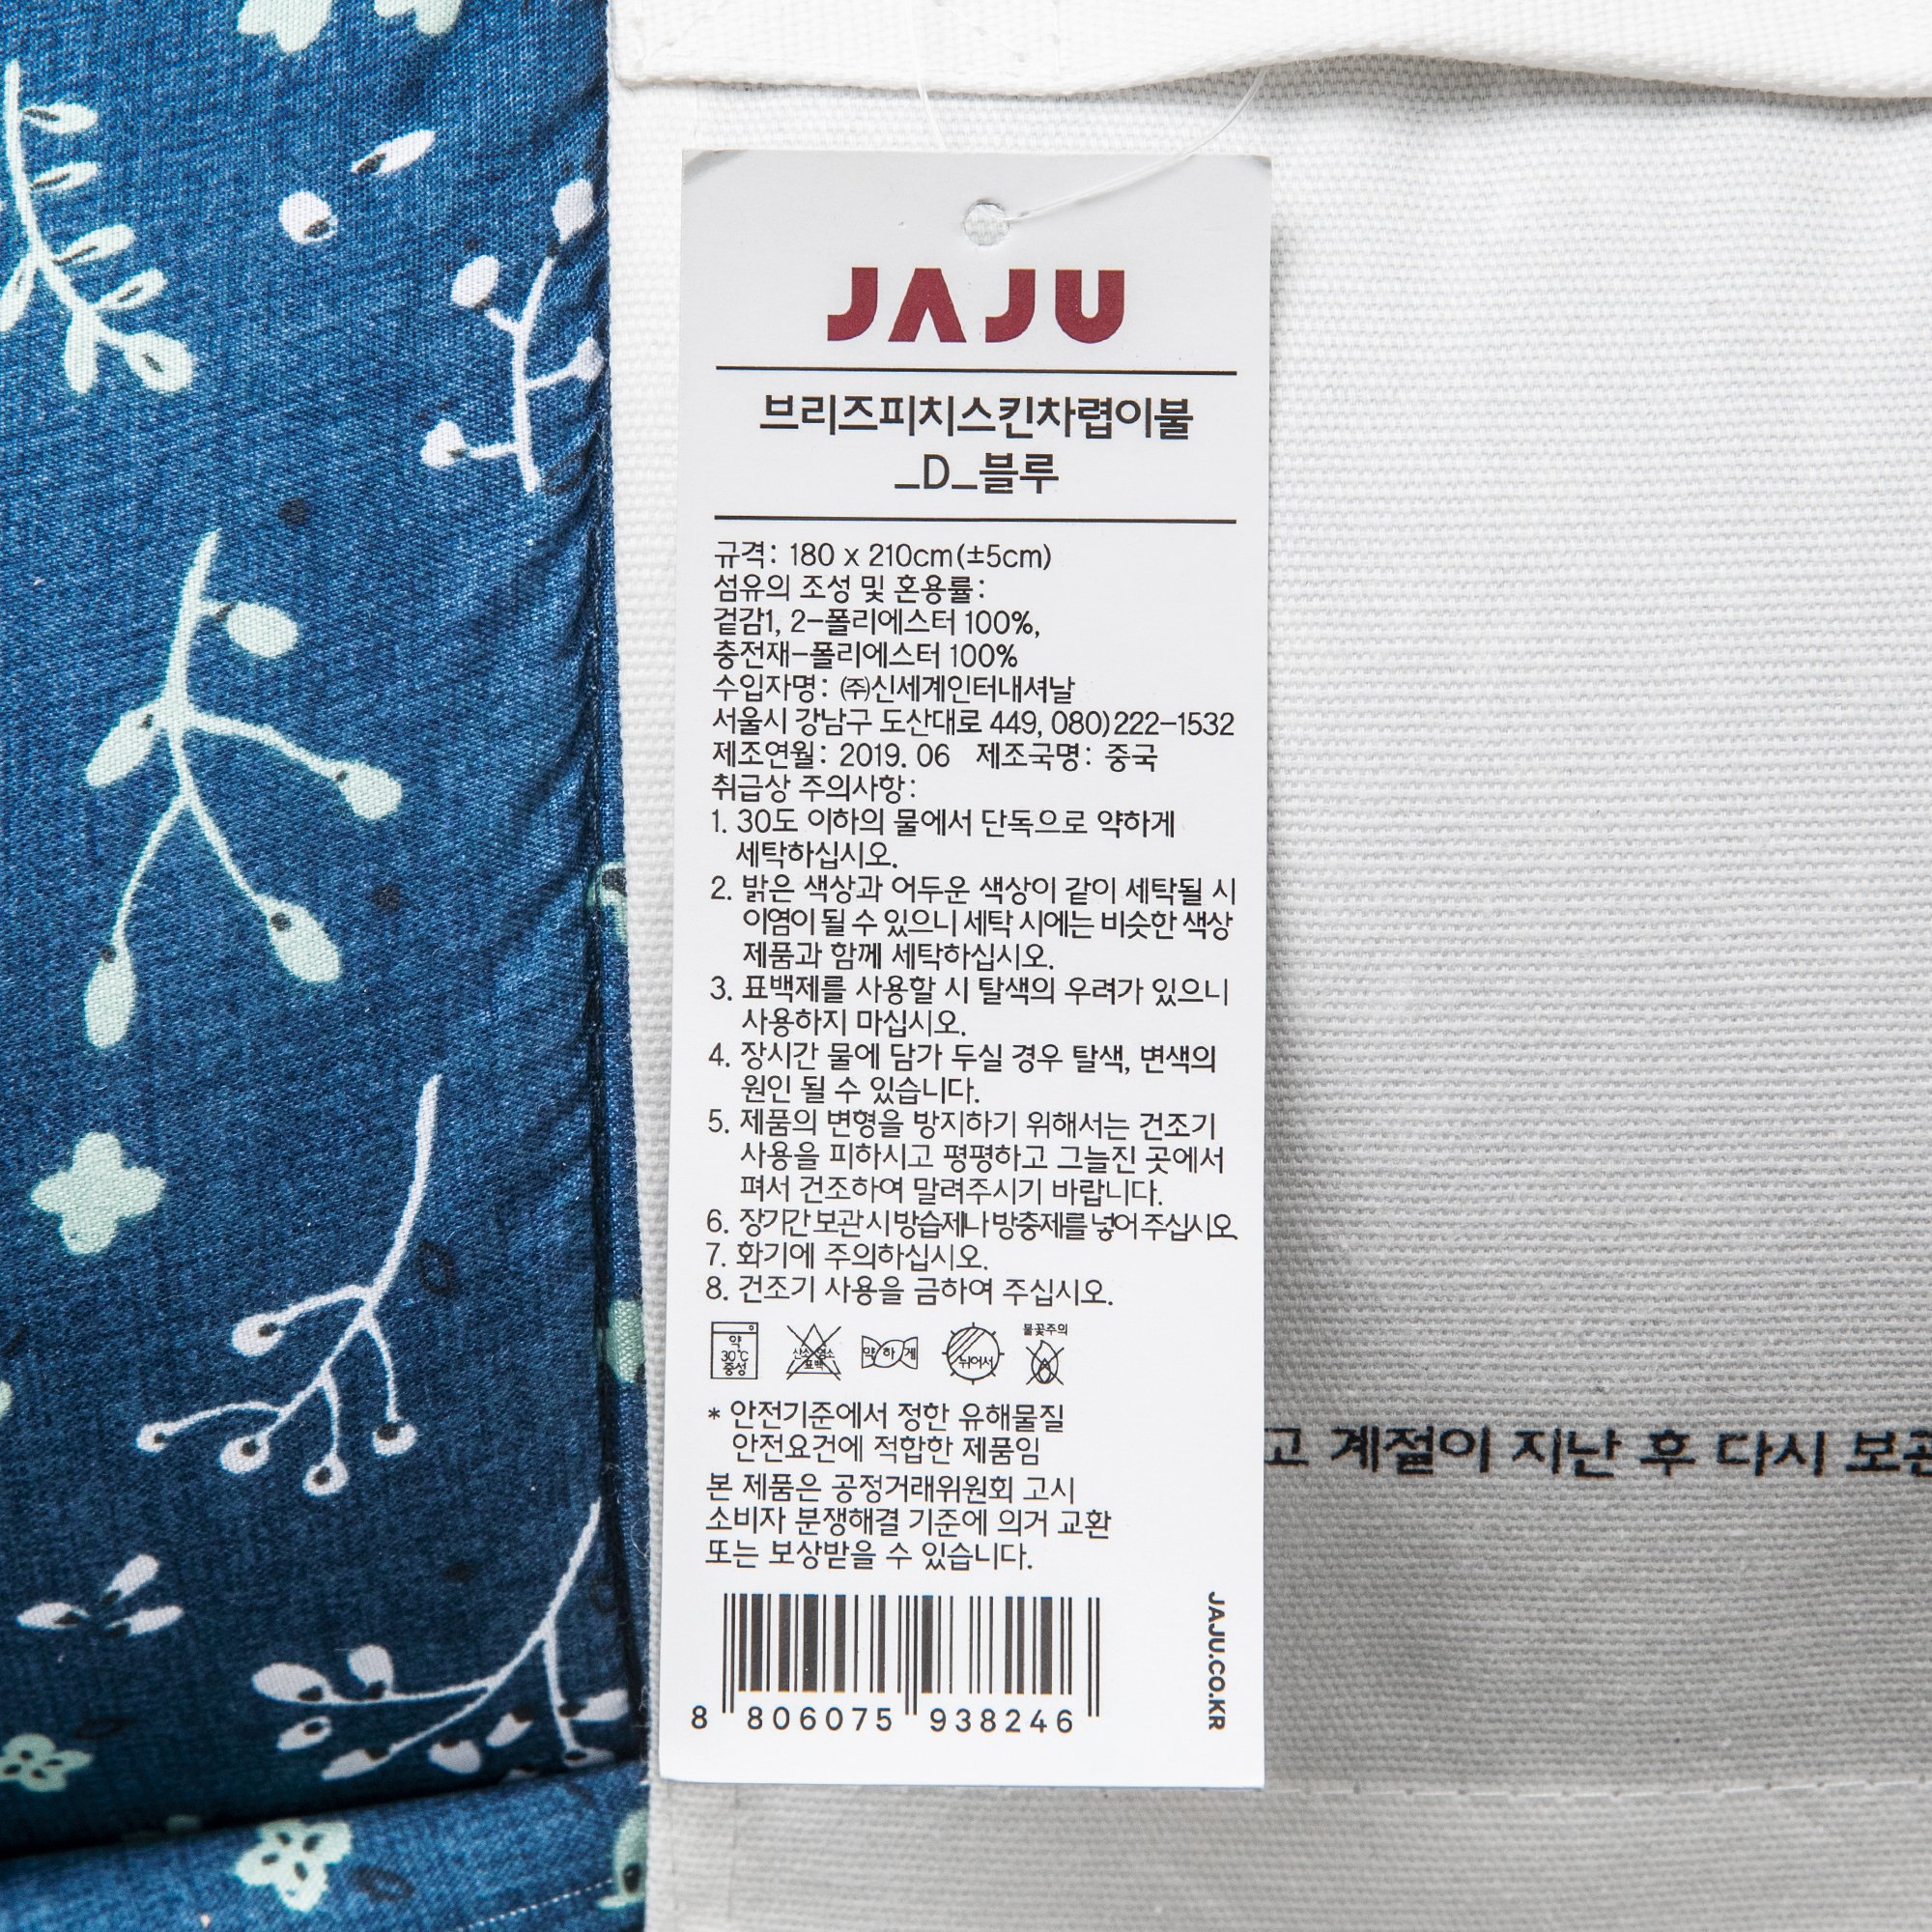 JAJU
브리즈피치스킨차렵이불
_D_블루
규격: 180 x 210cm(±5cm)
섬유의 조성 및 혼용률:
겉감1, 2-폴리에스터 100%,
충전재-폴리에스터 100%
수입자명: ㈜신세계인터내셔날
서울시 강남구 도산대로 449, 080)222-1532
제조연월: 2019. 06 제조국명: 중국
취급상 주의사항:
1. 30도 이하의 물에서 단독으로 약하게
세탁하십시오.
2. 밝은 색상과 어두운 색상이 같이 세탁될 시
이염이 될 수 있으니 세탁 시에는 비슷한 색상
제품과 함께 세탁하십시오.
3. 표백제를 사용할 시 탈색의 우려가 있으니
사용하지 마십시오.
4. 장시간 물에 담가 두실 경우 탈색, 변색의
원인 될 수 있습니다.
5. 제품의 변형을 방지하기 위해서는 건조기
사용을 피하시고 평평하고 그늘진 곳에서
펴서 건조하여 말려주시기 바랍니다.
6. 장기간 보관 시 방습제나 방충제를 넣어 주십시오.
7. 화기에 주의하십시오.
8. 건조기 사용을 금하여 주십시오.
불꽃주의
약
30℃
중성
산소 염소
표백
약하게
뉘어서
* 안전기준에서 정한 유해물질
안전요건에 적합한 제품임
본 제품은 공정거래위원회 고시
소비자 분쟁해결 기준에 의거 교환
또는 보상받을 수 있습니다.
8 806075 938246
JAJU.CO.KR
고 계절이 지난 후 다시 보관